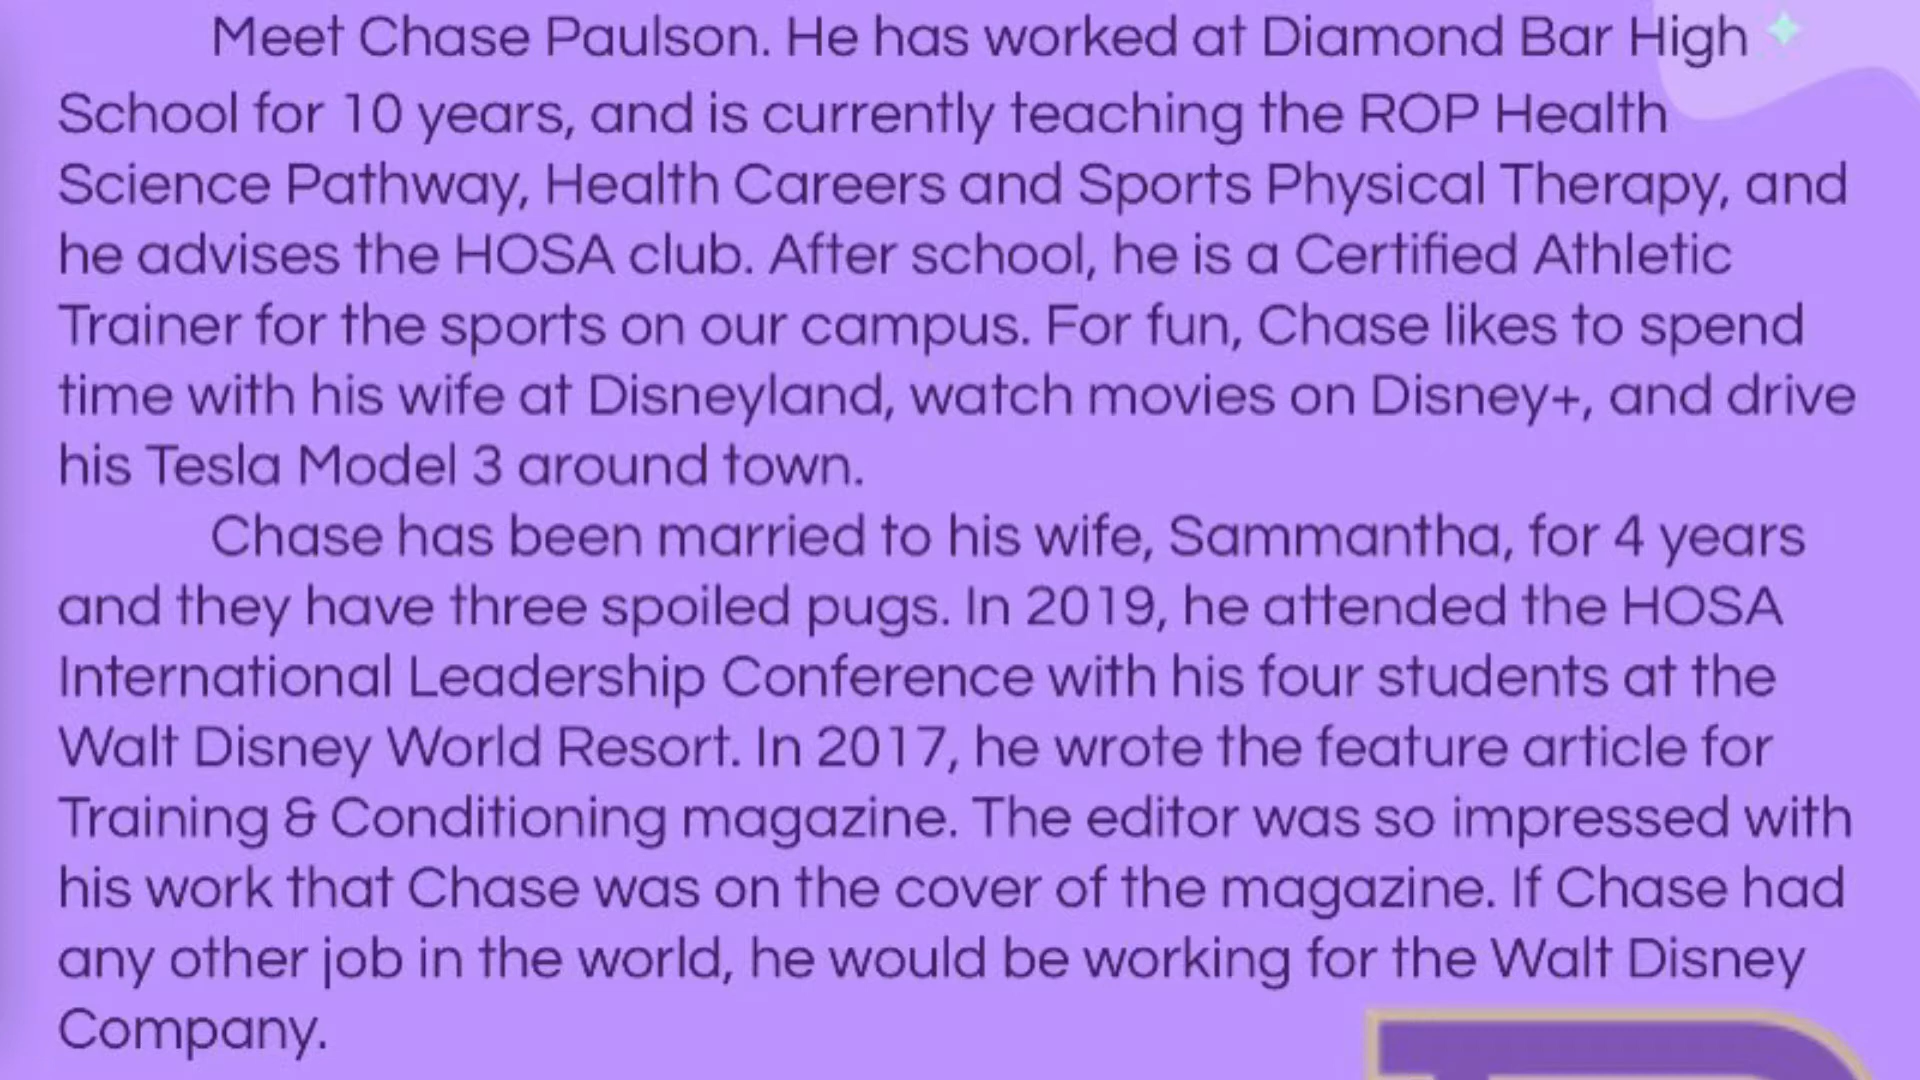 Meet Chase Paulson. He has worked at Diamond Bar High
School for 10 years, and is currently teaching the ROP Health
Science Pathway, Health Careers and Sports Physical Therapy, and
he advises the HOSA club. After school, he is a Certified Athletic
Trainer for the sports on our campus. For fun, Chase likes to spend
time with his wife at Disneyland, watch movies on Disney+, and drive
his Tesla Model 3 around town.
Chase has been married to his wife, Sammantha, for 4 years
and they have three spoiled pugs. In 2019, he attended the HOSA
International Leadership Conference with his four students at the
Walt Disney World Resort. In 2017, he wrote the feature article for
Training & Conditioning magazine. The editor was so impressed with
his work that Chase was on the cover of the magazine. If Chase had
any other job in the world, he would be working for the Walt Disney
Company.